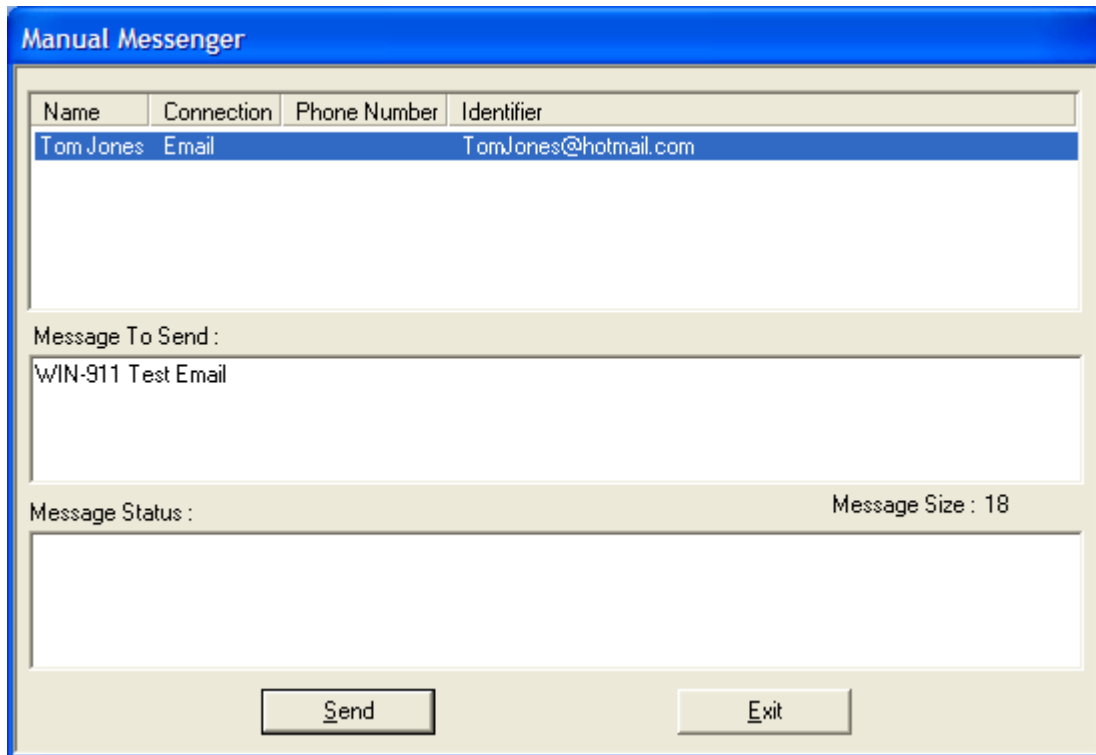 Manual Messenger
Name Connection Phone Number Identifier
Tom Jones Email TomJones@hotmail.com
Message To Send :
WIN-911 Test Email
Message Status :
Message Size : 18
Send Exit